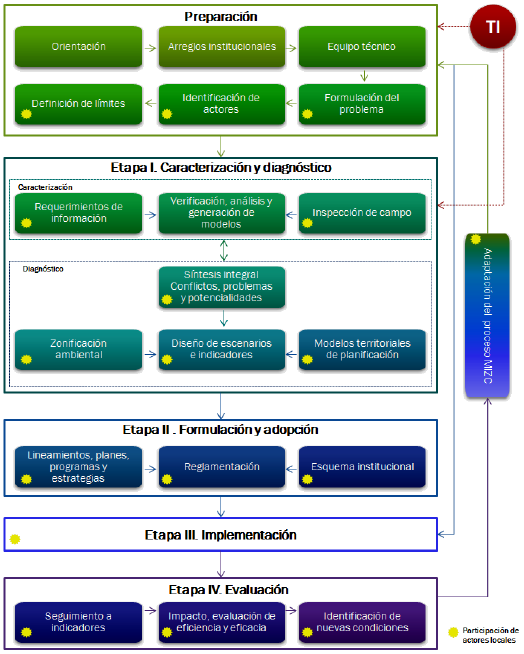 Preparación
TI
Orientación
Arreglos institucionales
Equipo técnico
Definición de límites
Identificación de
actores
Formulación del
problema
Etapa I. Caracterización y diagnóstico
Caracterización
Requerimientos de
información
Verificación, análisis y
generación de
modelos
Inspección de campo
Diagnóstico
Síntesis integral
Conflictos, problemas
y potencialidades
Zonificación
ambiental
Diseño de escenarios
e indicadores
Modelos territoriales
de planificación
Adaptación del proceso MIZC
Etapa II . Formulación y adopción
Lineamientos, planes,
programas y
estrategias
Reglamentación
Esquema institucional
Etapa III. Implementación
Etapa IV. Evaluación
Seguimiento a
indicadores
Impacto, evaluación de
eficiencia y eficacia
Identificación de
nuevas condiciones
Participación de
actores locales